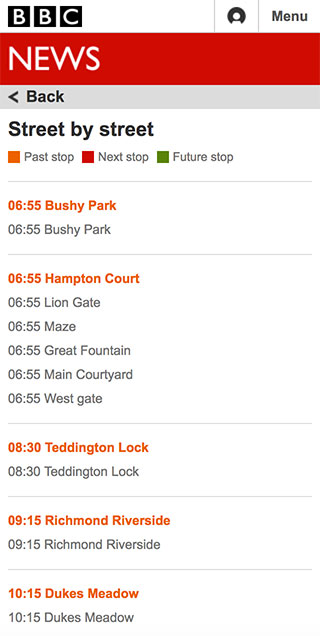 BBC
Menu
NEWS
< Back
Street by street
Past stop Next stop Future stop
06:55 Bushy Park
06:55 Bushy Park
06:55 Hampton Court
06:55 Lion Gate
06:55 Maze
06:55 Great Fountain
06:55 Main Courtyard
06:55 West gate
08:30 Teddington Lock
08:30 Teddington Lock
09:15 Richmond Riverside
09:15 Richmond Riverside
10:15 Dukes Meadow
10:15 Dukes Meadow